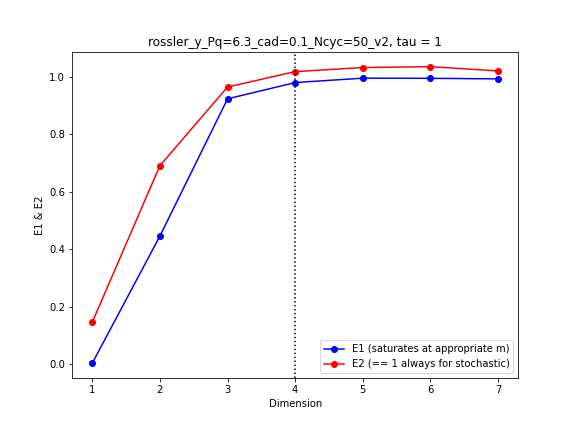 rossler_y_Pq=6.3_cad=0.1_Ncyc=50_v2, tau = 1
1.0
0.8
0.6
0.4
0.2
0.0
E1 & E2
E1 (saturates at appropriate m)
E2 (== 1 always for stochastic)
1 2 3 4 5 6 7
Dimension